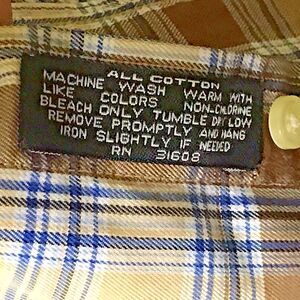 ALL COTTON
MACHINE WASH WARM WITH
LIKE COLORS NON-CHLORINE
BLEACH ONLY TUMBLE DRY LOW
REMOVE PROMPTLY AND HANG
IRON SLIGHTLY IF NEEDED
RN 31608